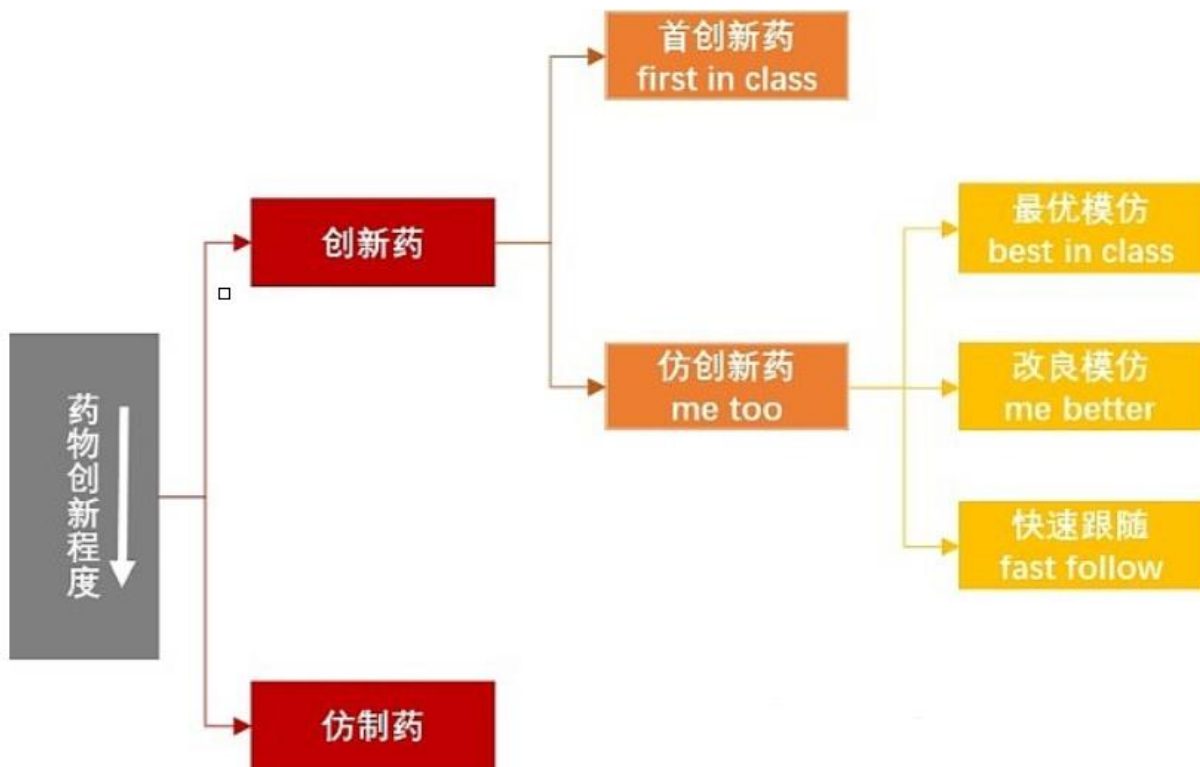 首创新药
first in class
最优模仿
best in class
创新药
仿创新药
me too
改良模仿
me better
药物创新程度
快速跟随
fast follow
仿制药